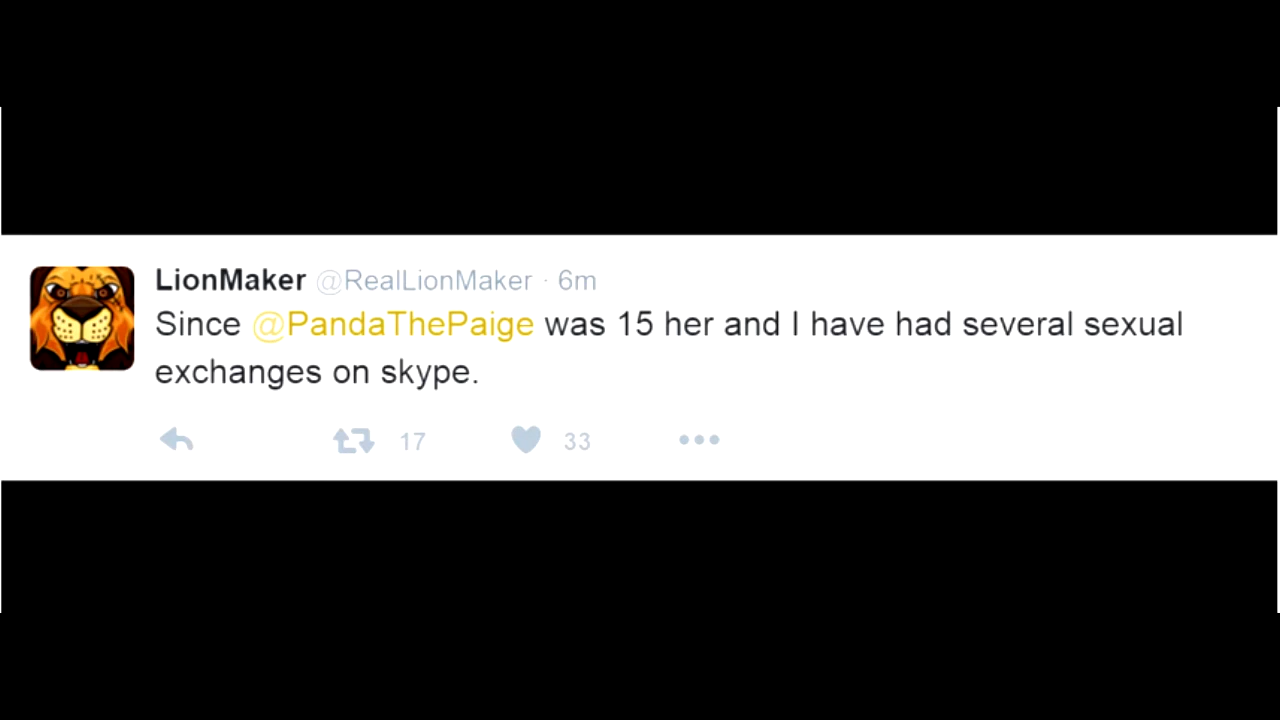 LionMaker @RealLionMaker · 6m
Since @PandaThePaige was 15 her and I have had several sexual
exchanges on skype.
17 33